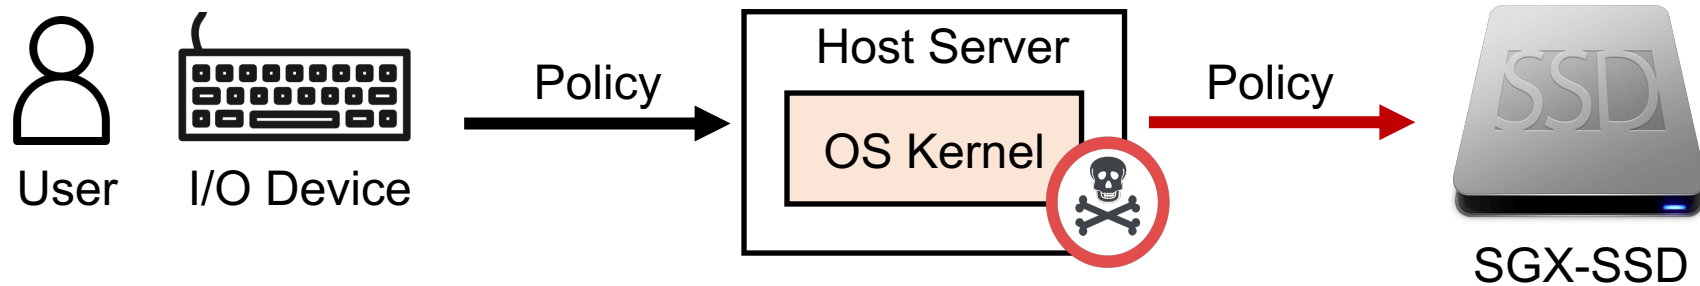 User
I/O Device
Policy
Host Server
OS Kernel
Policy
SSD
SGX-SSD